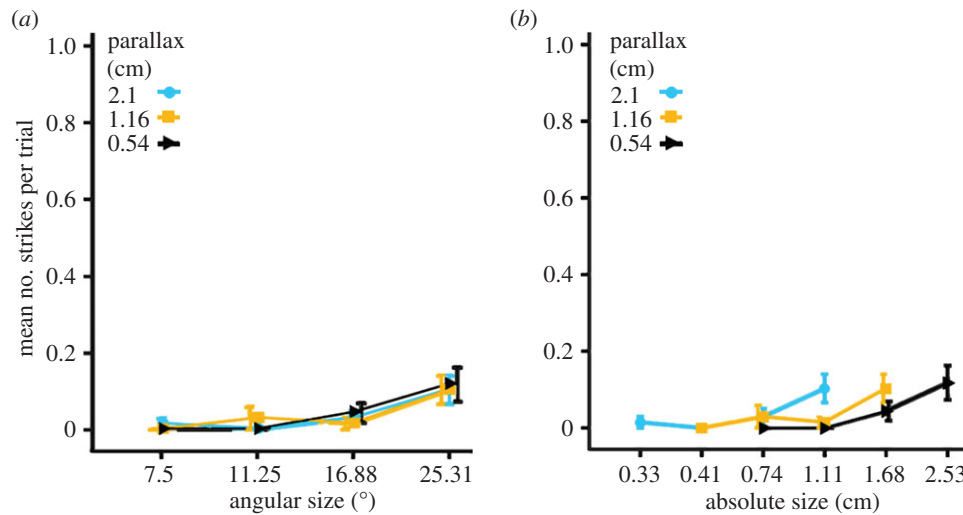 (a)
parallax
(cm)
2.1
1.16
0.54
1.0
0.8
0.6
0.4
0.2
0
mean no. strikes per trial
7.5 11.25 16.88 25.31
angular size (°)
(b)
parallax
(cm)
2.1
1.16
0.54
1.0
0.8
0.6
0.4
0.2
0
0.33 0.41 0.74 1.11 1.68 2.53
absolute size (cm)